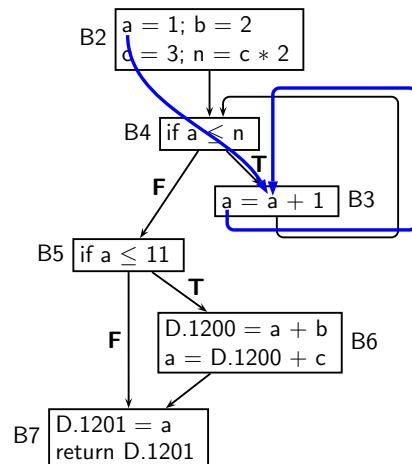 B2
a = 1; b = 2
c = 3; n = c * 2
B4
if a ≤ n
T
F
a = a + 1
B3
B5
if a ≤ 11
T
F
D.1200 = a + b
a = D.1200 + c
B6
B7
D.1201 = a
return D.1201